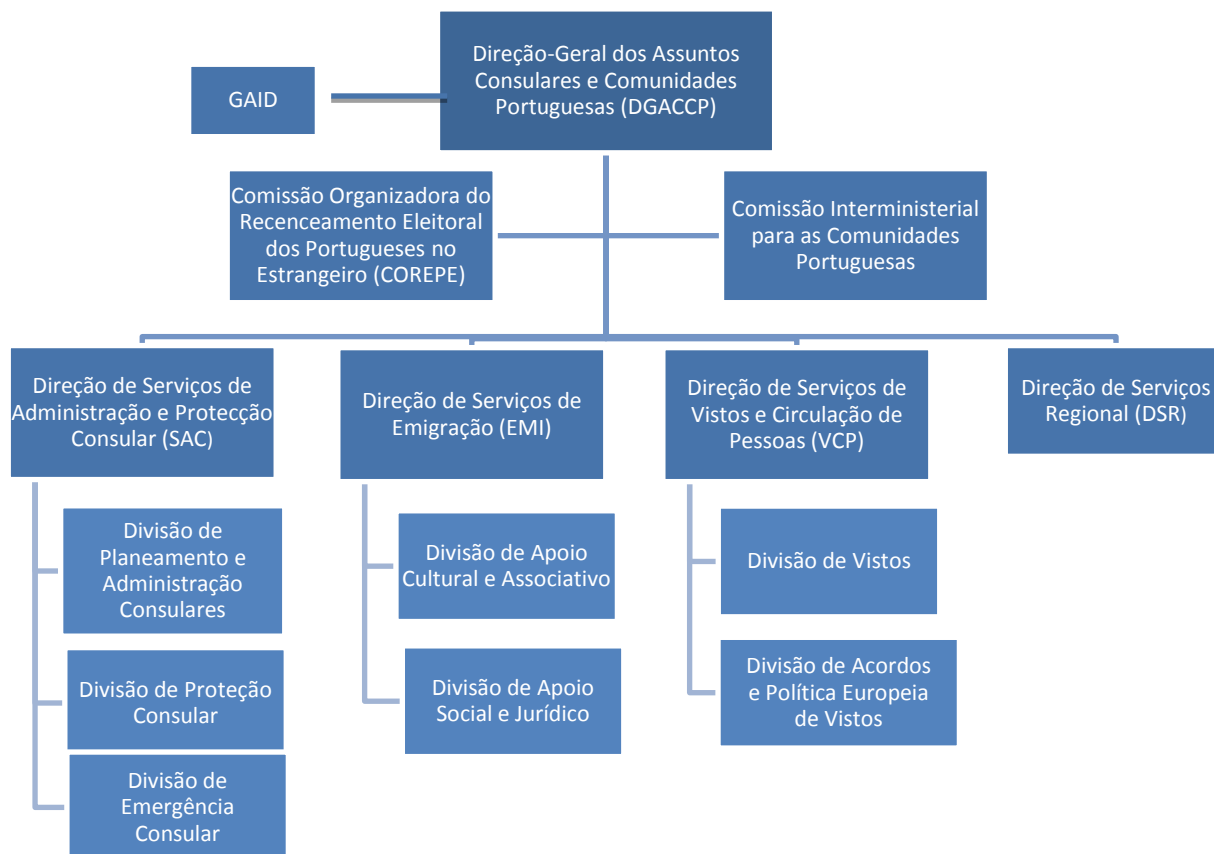 Direção-Geral dos Assuntos
Consulares e Comunidades
Portuguesas (DGACCP)
GAID
Comissão Organizadora do
Recenceamento Eleitoral
dos Portugueses no
Estrangeiro (COREPE)
Comissão Interministerial
para as Comunidades
Portuguesas
Direção de Serviços de
Administração e Protecção
Consular (SAC)
Direção de Serviços de
Emigração (EMI)
Direção de Serviços de
Vistos e Circulação de
Pessoas (VCP)
Direção de Serviços
Regional (DSR)
Divisão de
Planeamento e
Administração
Consulares
Divisão de Apoio
Cultural e Associativo
Divisão de Vistos
Divisão de Proteção
Consular
Divisão de Apoio
Social e Jurídico
Divisão de Acordos
e Política Europeia
de Vistos
Divisão de
Emergência
Consular